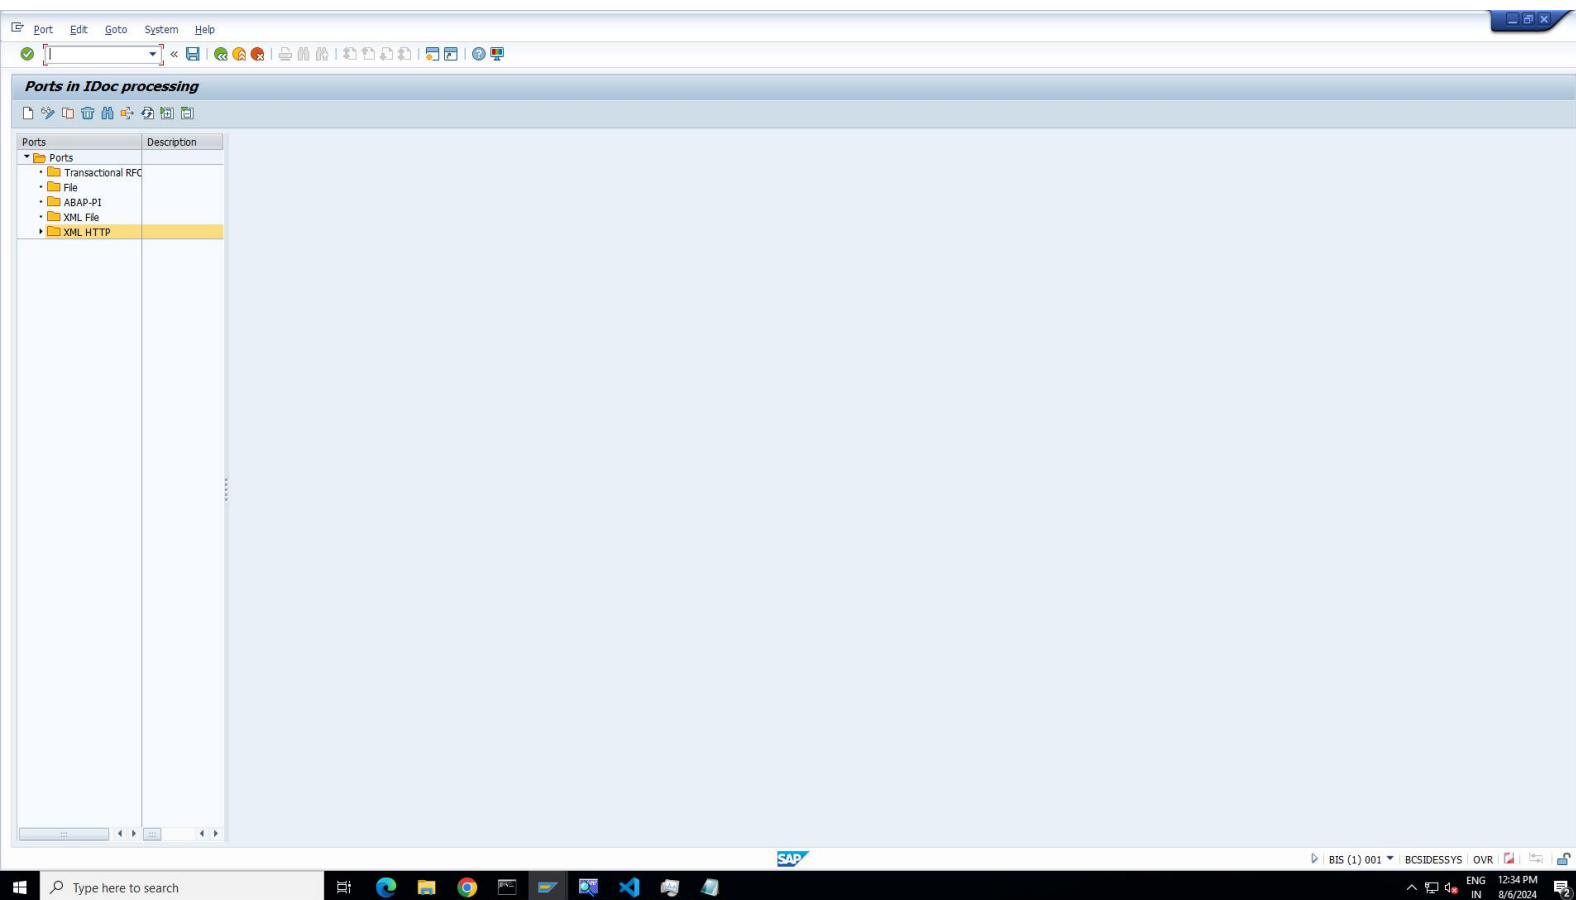 Port Edit Goto System Help
Ports in IDoc processing
Ports Description
Ports
Transactional RFC
File
ABAP-PI
XML File
XML HTTP
SAP
BIS (1) 001 BCSIDESSYS OVR
Type here to search
ENG 12:34 PM
IN 8/6/2024
2